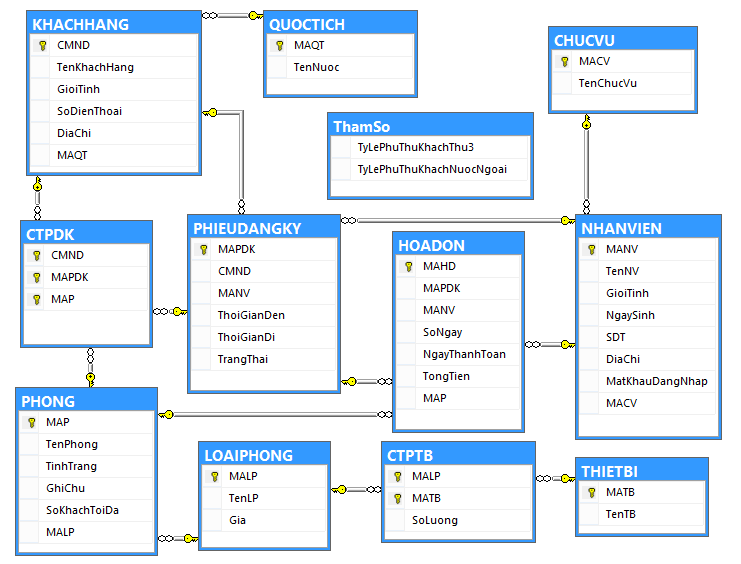 KHACHHANG
CMND
TenKhachHang
GioiTinh
SoDienThoai
DiaChi
MAQT
QUOCTICH
MAQT
TenNuoc
CHUCVU
MACV
TenChucVu
ThamSo
TyLePhuThuKhachThu3
TyLePhuThuKhachNuocNgoai
CTPDK
CMND
MAPDK
MAP
PHIEUDANGKY
MAPDK
CMND
MANV
ThoiGianDen
ThoiGianDi
TrangThai
HOADON
MAHD
MAPDK
MANV
SoNgay
NgayThanhToan
TongTien
MAP
NHANVIEN
MANV
TenNV
GioiTinh
NgaySinh
SDT
DiaChi
MatKhauDangNhap
MACV
PHONG
MAP
TenPhong
TinhTrang
GhiChu
SoKhachToiDa
MALP
LOAIPHONG
MALP
TenLP
Gia
CTPTB
MALP
MATB
SoLuong
THIETBI
MATB
TenTB